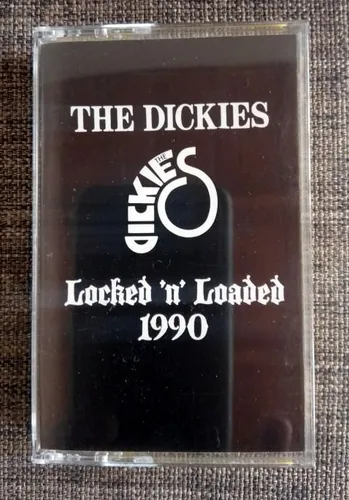 THE DICKIES
THE
DICKIES
Locked 'n' Loaded
1990